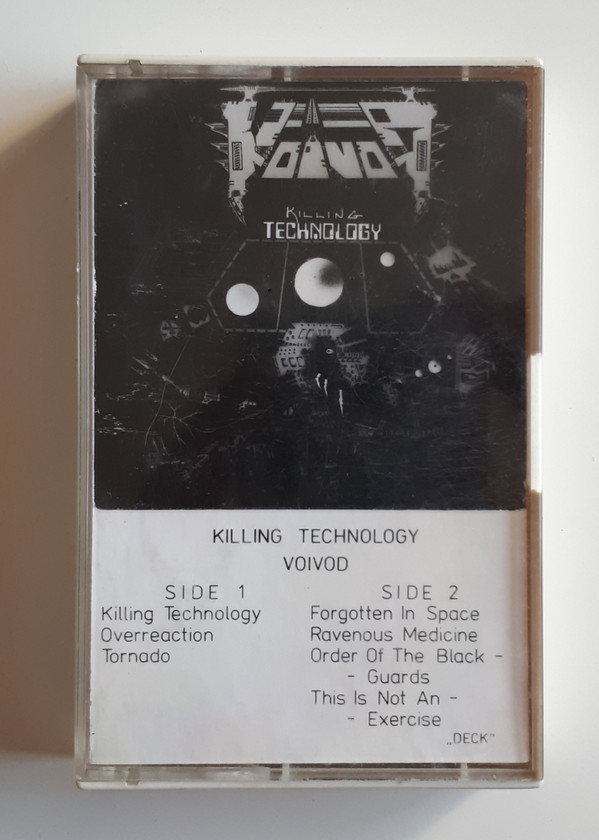 VOIVOD
KILLING
TECHNOLOGY
KILLING TECHNOLOGY
VOIVOD
SIDE 1
Killing Technology
Overreaction
Tornado
SIDE 2
Forgotten In Space
Ravenous Medicine
Order Of The Black -
- Guards
This Is Not An -
- Exercise
„DECK"